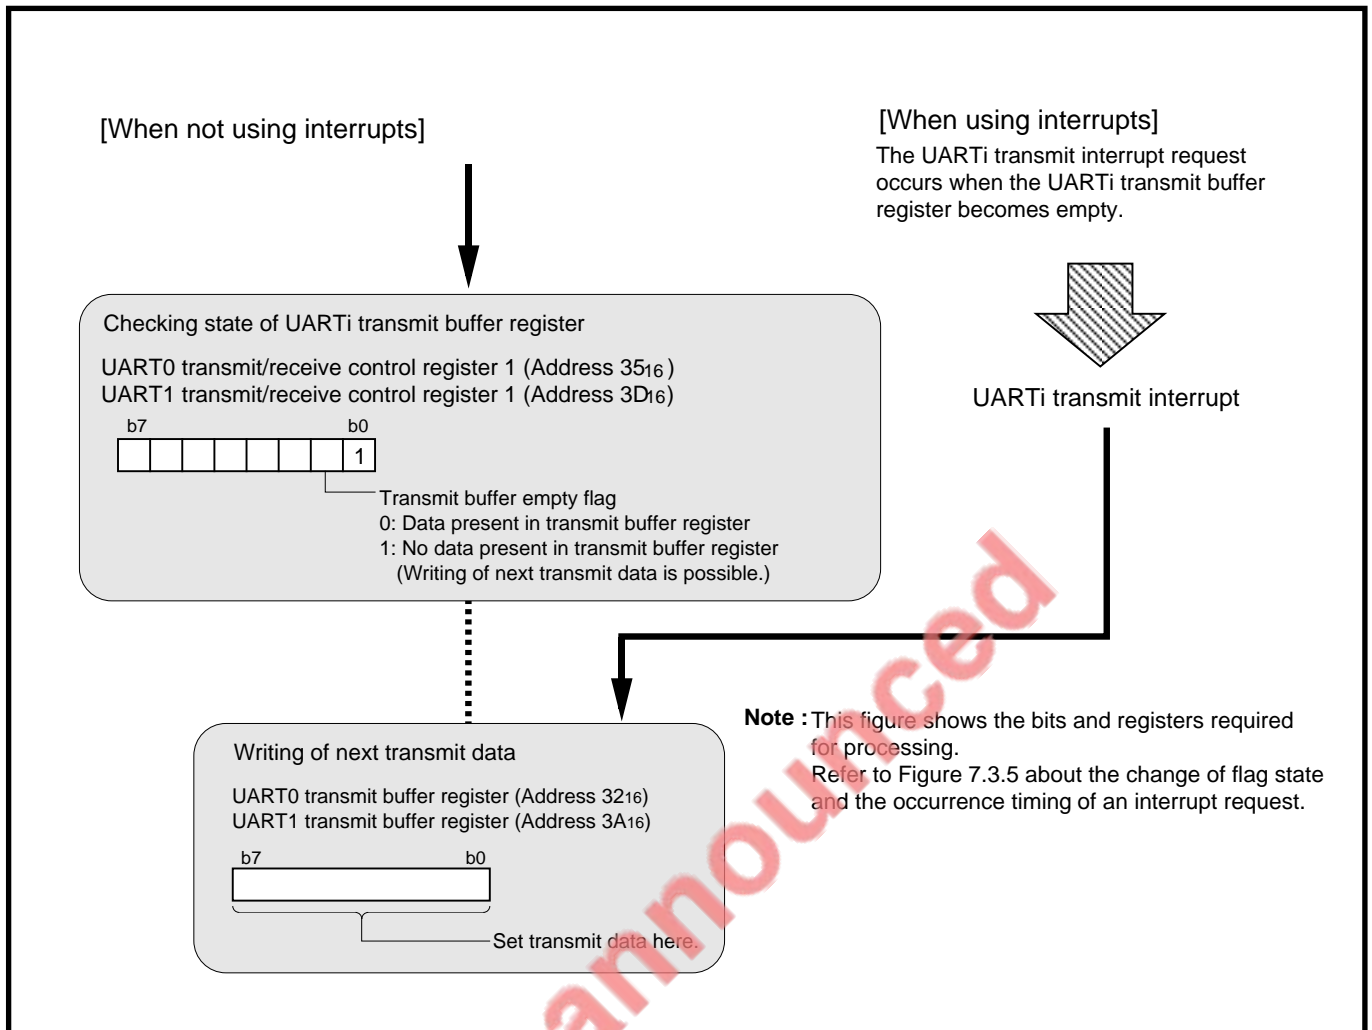 [When not using interrupts]
[When using interrupts]
The UARTi transmit interrupt request
occurs when the UARTi transmit buffer
register becomes empty.
Checking state of UARTi transmit buffer register
UART0 transmit/receive control register 1 (Address 3516)
UART1 transmit/receive control register 1 (Address 3D16)
b7 b0
1
Transmit buffer empty flag
0: Data present in transmit buffer register
1: No data present in transmit buffer register
(Writing of next transmit data is possible.)
UARTi transmit interrupt
Writing of next transmit data
UART0 transmit buffer register (Address 3216)
UART1 transmit buffer register (Address 3A16)
b7 b0
Set transmit data here.
Note : This figure shows the bits and registers required
for processing.
Refer to Figure 7.3.5 about the change of flag state
and the occurrence timing of an interrupt request.
announced